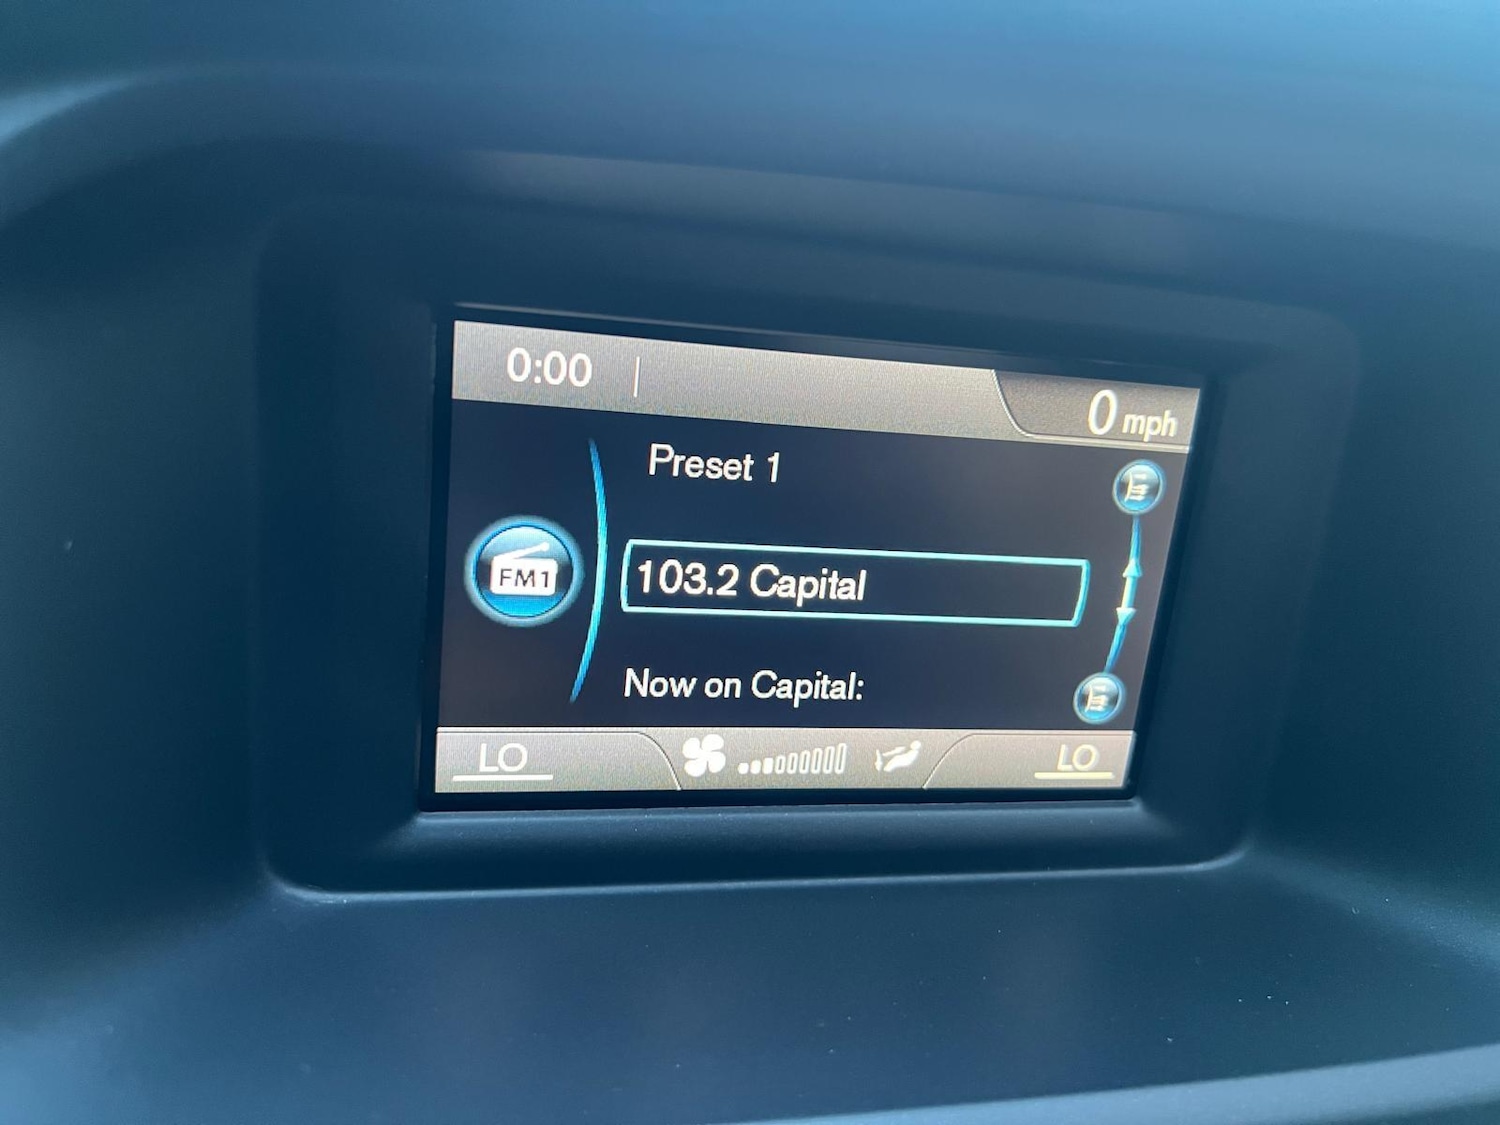 0:00
0 mph
Preset 1
FM1
103.2 Capital
Now on Capital:
LO
LO